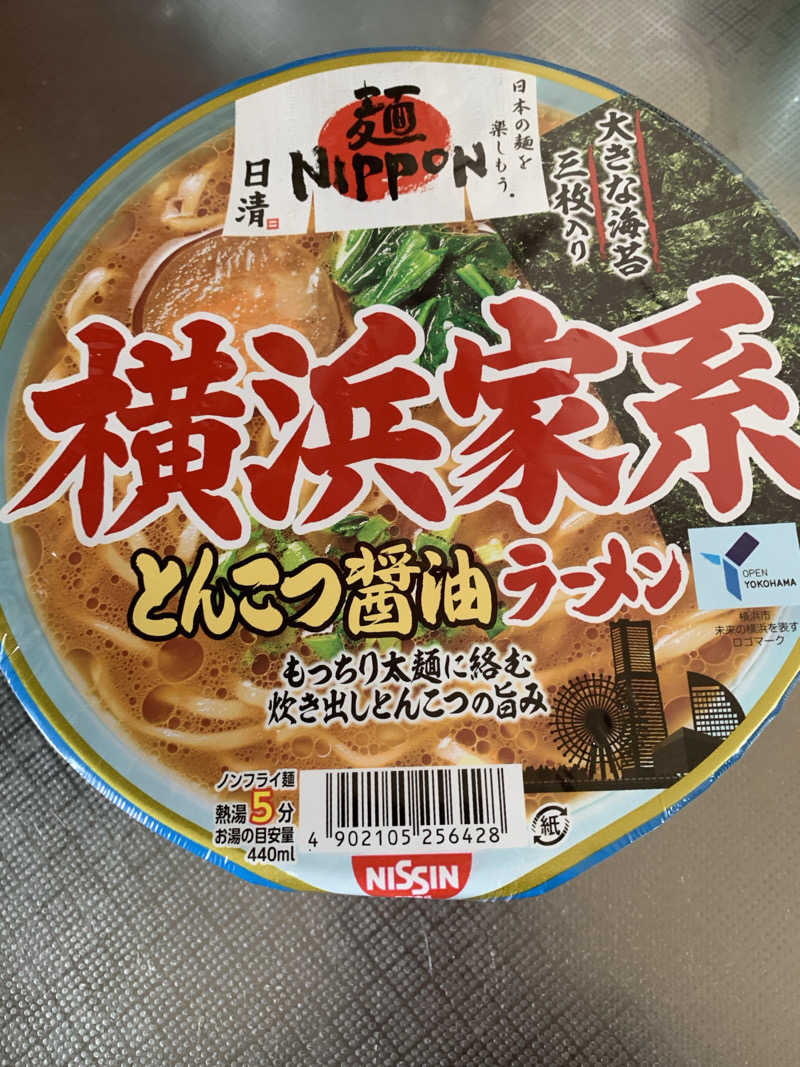 日本の麺を
楽しもう。
麺
NIPPON
日清
大きな海苔
三枚入り
横浜家系
とんこつ醤油ラーメン
OPEN
YOKOHAMA
横浜市
未来の横浜を表す
ロゴマーク
もっちり太麺に絡む
炊き出しとんこつの旨み
ノンフライ麺
熱湯5分
お湯の目安量
440ml
4 902105 256428
紙
NISSIN